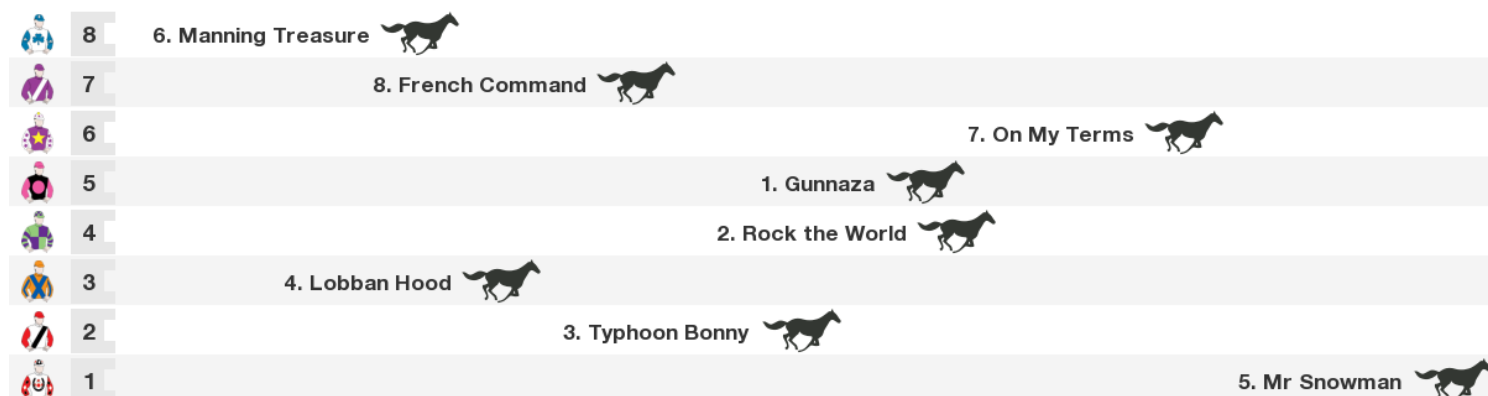 8 6. Manning Treasure
7 8. French Command
6 7. On My Terms
5 1. Gunnaza
4 2. Rock the World
3 4. Lobban Hood
2 3. Typhoon Bonny
1 5. Mr Snowman